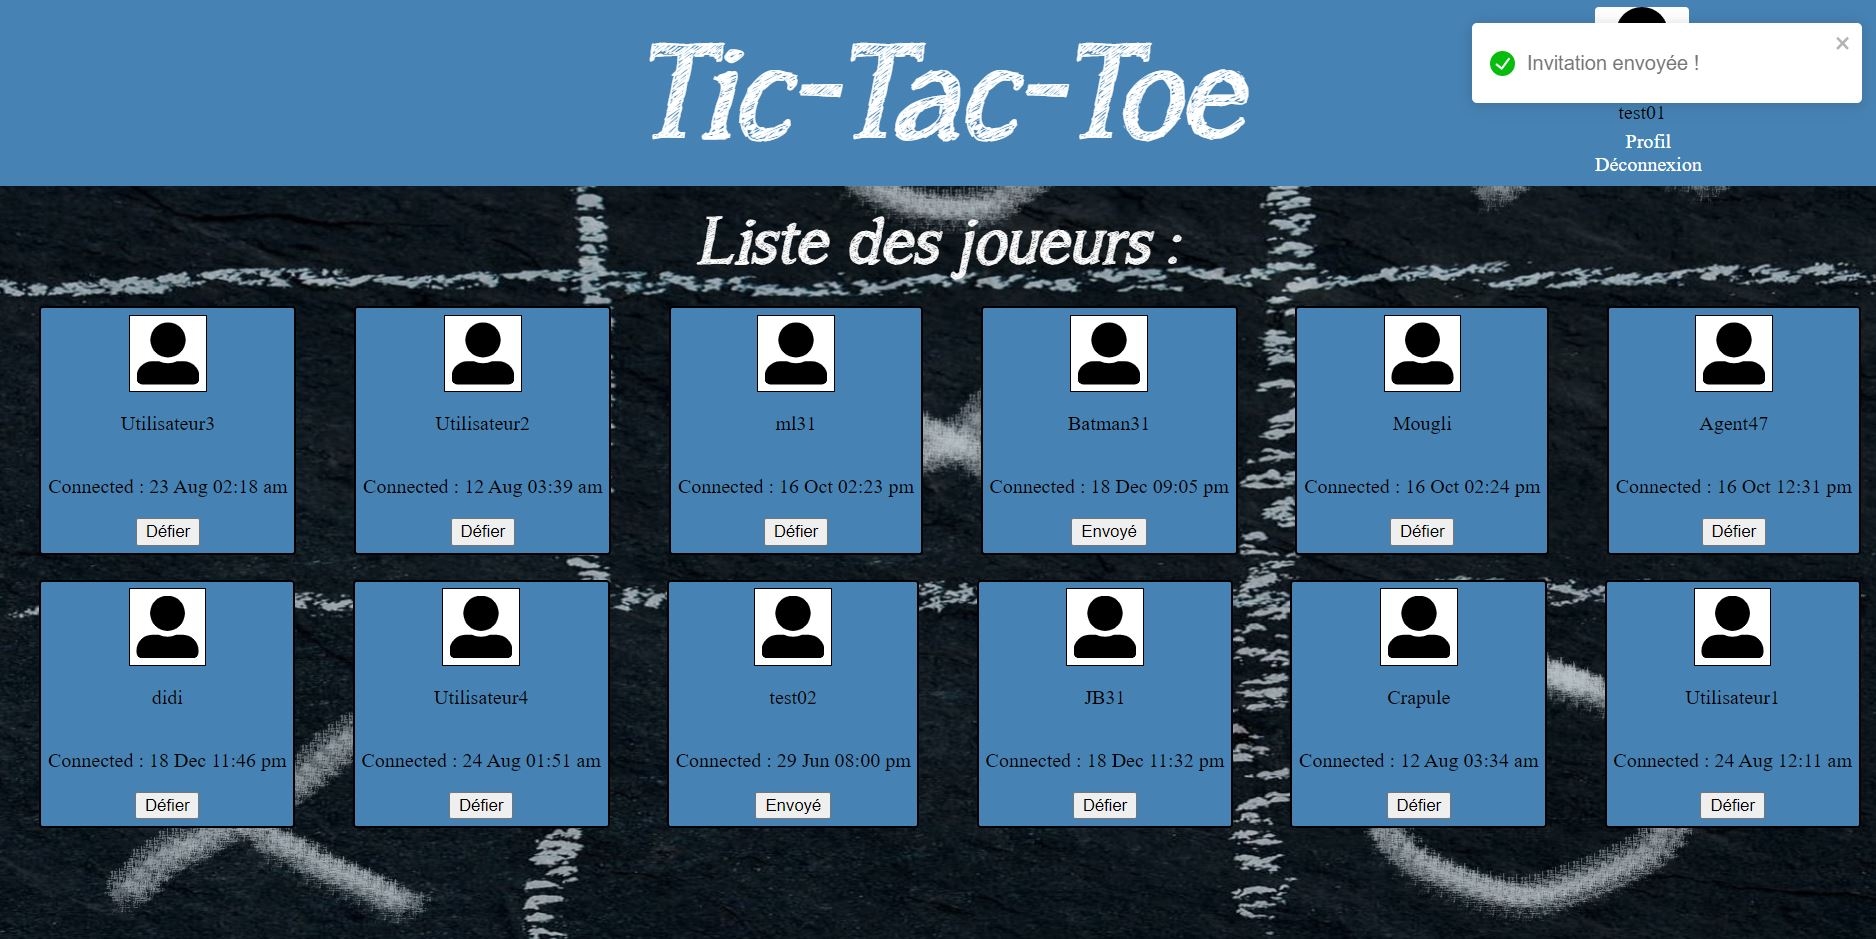 Tic-Tac-Toe
Invitation envoyée !
test01
Profil
Déconnexion
Liste des joueurs :
Utilisateur3
Connected : 23 Aug 02:18 am
Défier
Utilisateur2
Connected : 12 Aug 03:39 am
Défier
ml31
Connected : 16 Oct 02:23 pm
Défier
Batman31
Connected : 18 Dec 09:05 pm
Envoyé
Mougli
Connected : 16 Oct 02:24 pm
Défier
Agent47
Connected : 16 Oct 12:31 pm
Défier
didi
Connected : 18 Dec 11:46 pm
Défier
Utilisateur4
Connected : 24 Aug 01:51 am
Défier
test02
Connected : 29 Jun 08:00 pm
Envoyé
JB31
Connected : 18 Dec 11:32 pm
Défier
Crapule
Connected : 12 Aug 03:34 am
Défier
Utilisateur1
Connected : 24 Aug 12:11 am
Défier